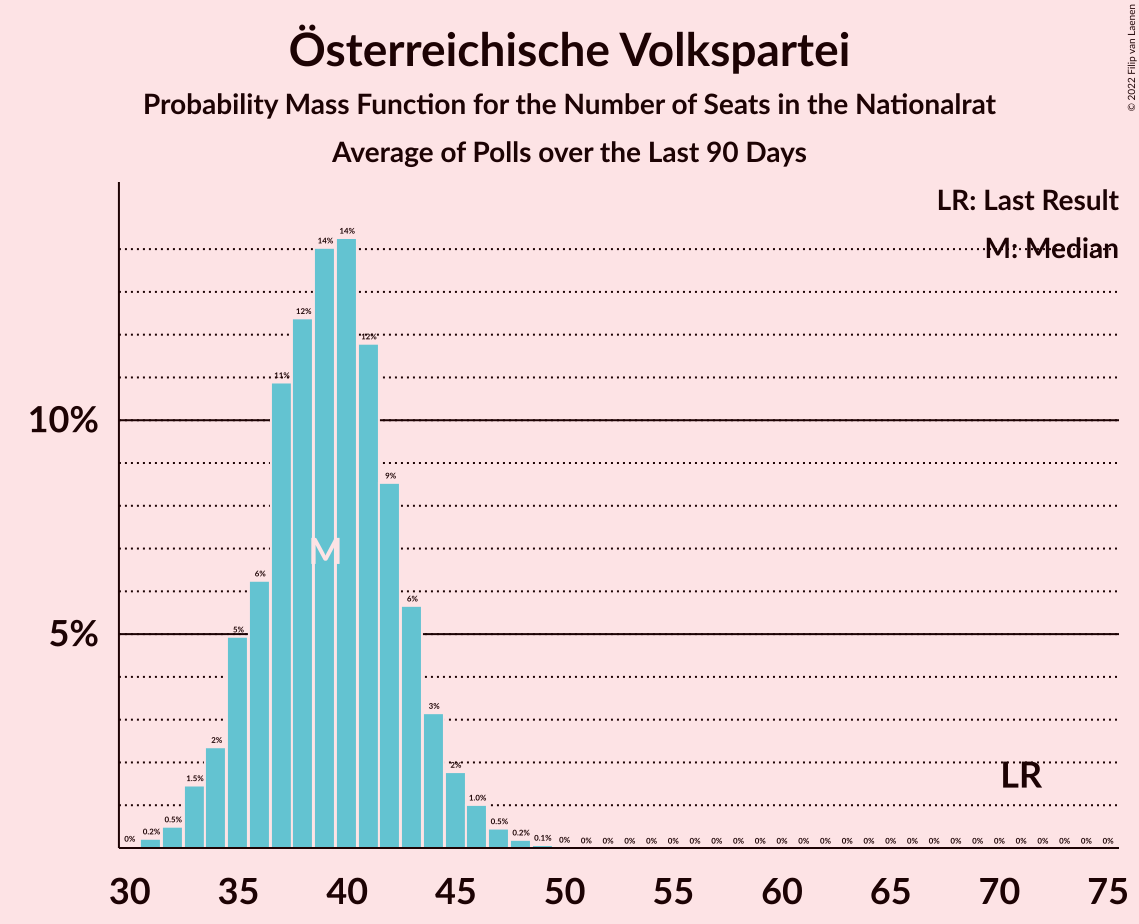 Österreichische Volkspartei
Probability Mass Function for the Number of Seats in the Nationalrat
Average of Polls over the Last 90 Days
© 2022 Filip van Laenen
LR: Last Result
M: Median
10%
5%
0% 0.2% 0.5% 1.5% 2% 5% 6% 11% 12% 14% 14% 12% 9% 6% 3% 2% 1.0% 0.5% 0.2% 0.1% 0% 0% 0% 0% 0% 0% 0% 0% 0% 0% 0% 0% 0% 0% 0% 0% 0% 0% 0% 0% 0% 0% 0% 0% 0% 0%
M
LR
30 35 40 45 50 55 60 65 70 75